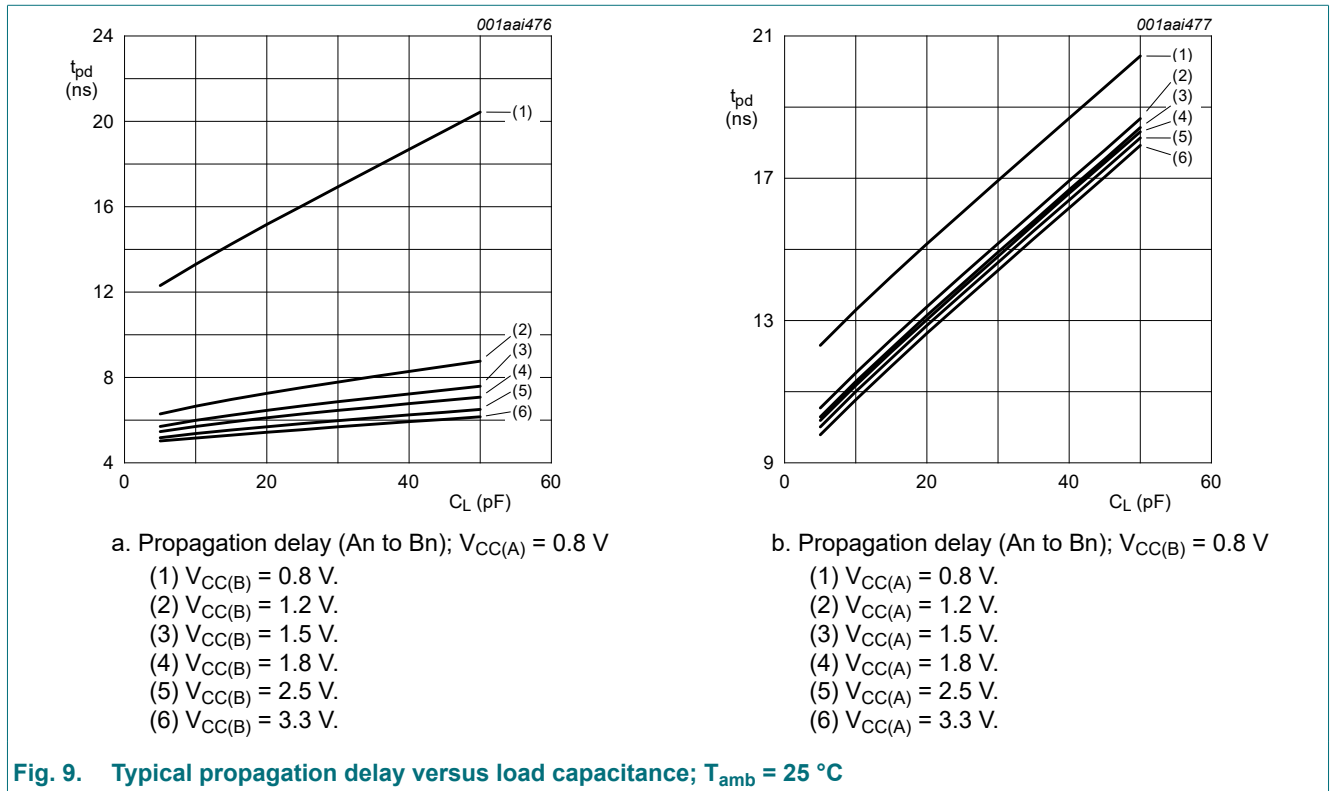 001aai476
24
tpd
(ns)
20
16
12
8
4
(1)
(2)
(3)
(4)
(5)
(6)
0
20
40
60
CL (pF)
a. Propagation delay (An to Bn); VCC(A) = 0.8 V
(1) VCC(B) = 0.8 V.
(2) VCC(B) = 1.2 V.
(3) VCC(B) = 1.5 V.
(4) VCC(B) = 1.8 V.
(5) VCC(B) = 2.5 V.
(6) VCC(B) = 3.3 V.
001aai477
21
tpd
(ns)
17
13
9
(1)
(2)
(3)
(4)
(5)
(6)
0
20
40
60
CL (pF)
b. Propagation delay (An to Bn); VCC(B) = 0.8 V
(1) VCC(A) = 0.8 V.
(2) VCC(A) = 1.2 V.
(3) VCC(A) = 1.5 V.
(4) VCC(A) = 1.8 V.
(5) VCC(A) = 2.5 V.
(6) VCC(A) = 3.3 V.
Fig. 9. Typical propagation delay versus load capacitance; Tamb = 25 °C